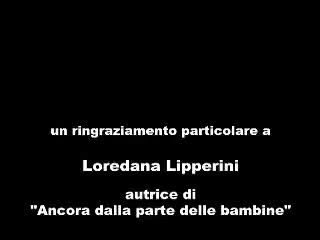 un ringraziamento particolare a
Loredana Lipperini
autrice di
"Ancora dalla parte delle bambine"